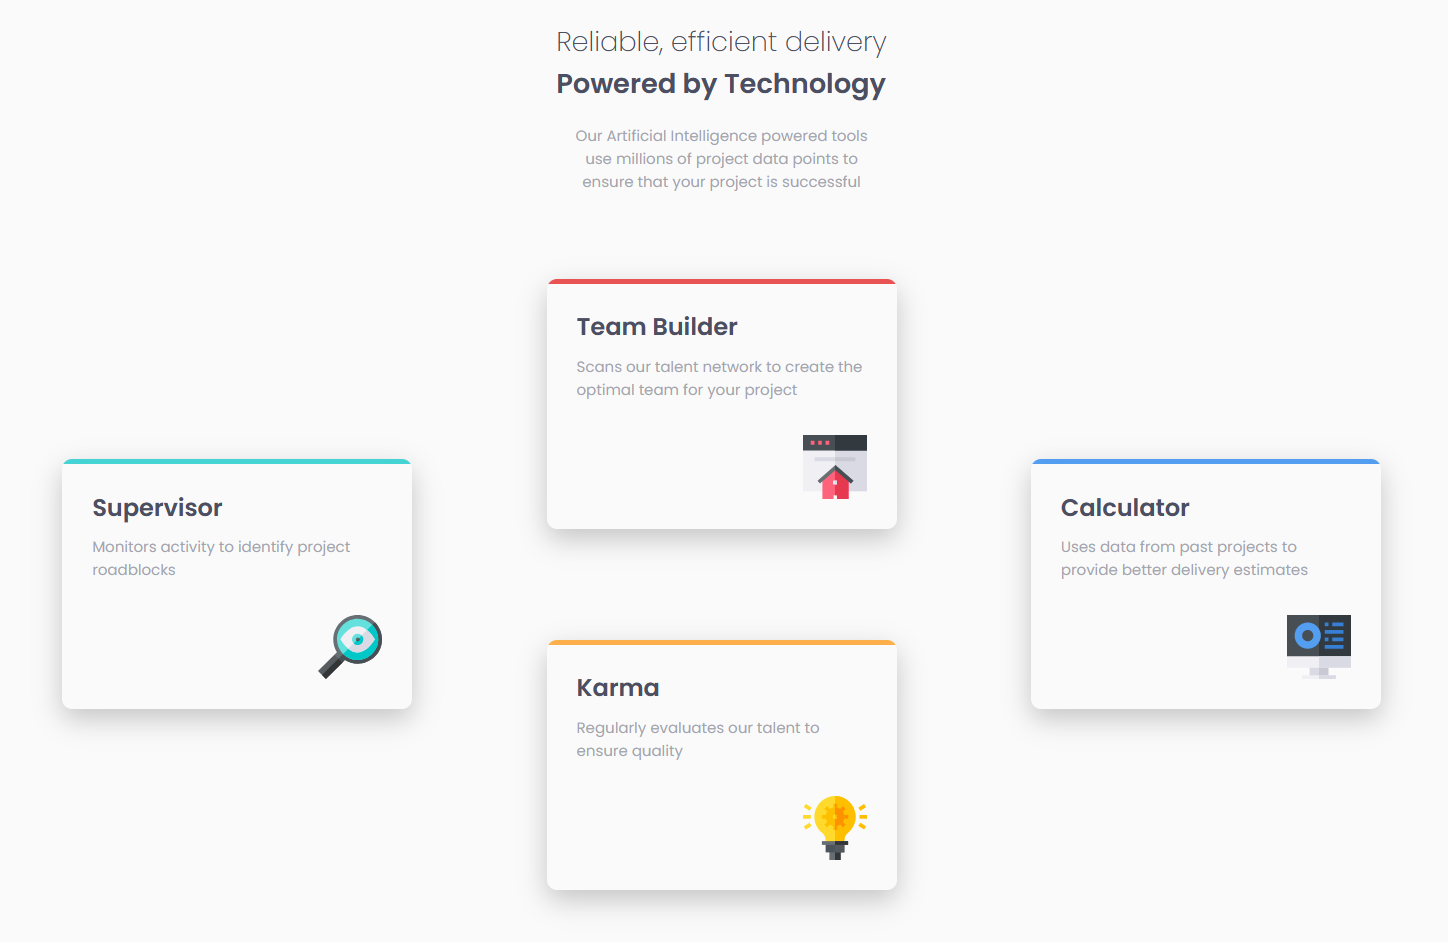 Reliable, efficient delivery
Powered by Technology
Our Artificial Intelligence powered tools
use millions of project data points to
ensure that your project is successful
Team Builder
Scans our talent network to create the
optimal team for your project
Supervisor
Monitors activity to identify project
roadblocks
Calculator
Uses data from past projects to
provide better delivery estimates
Karma
Regularly evaluates our talent to
ensure quality